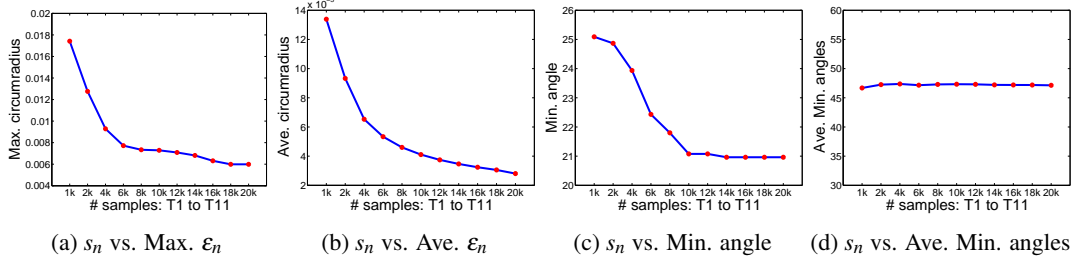 0.02
0.018
0.016
0.014
0.012
0.01
0.008
0.006
0.004
Max. circumradius
1k 2k 4k 6k 8k 10k 12k 14k 16k 18k 20k
# samples: T1 to T11
(a) sₙ vs. Max. εₙ
14
12
10
8
6
4
2
Ave. circumradius
1k 2k 4k 6k 8k 10k 12k 14k 16k 18k 20k
# samples: T1 to T11
(b) sₙ vs. Ave. εₙ
26
25
24
23
22
21
20
Min. angle
1k 2k 4k 6k 8k 10k 12k 14k 16k 18k 20k
# samples: T1 to T11
(c) sₙ vs. Min. angle
60
55
50
45
40
35
30
Ave. Min. angles
1k 2k 4k 6k 8k 10k 12k 14k 16k 18k 20k
# samples: T1 to T11
(d) sₙ vs. Ave. Min. angles